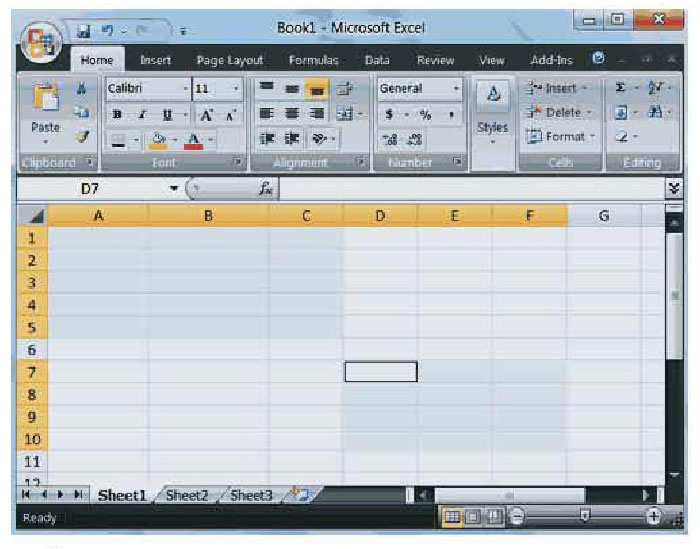 Book1 - Microsoft Excel
Home Insert Page Layout Formulas Data Review View Add-Ins
Calibri 11 General Insert
Paste B I U A A $ % , Styles Delete
A Format
Clipboard Font Alignment Number Cells Editing
D7 fx
A B C D E F G
1
2
3
4
5
6
7
8
9
10
11
12
Sheet1 Sheet2 Sheet3
Ready